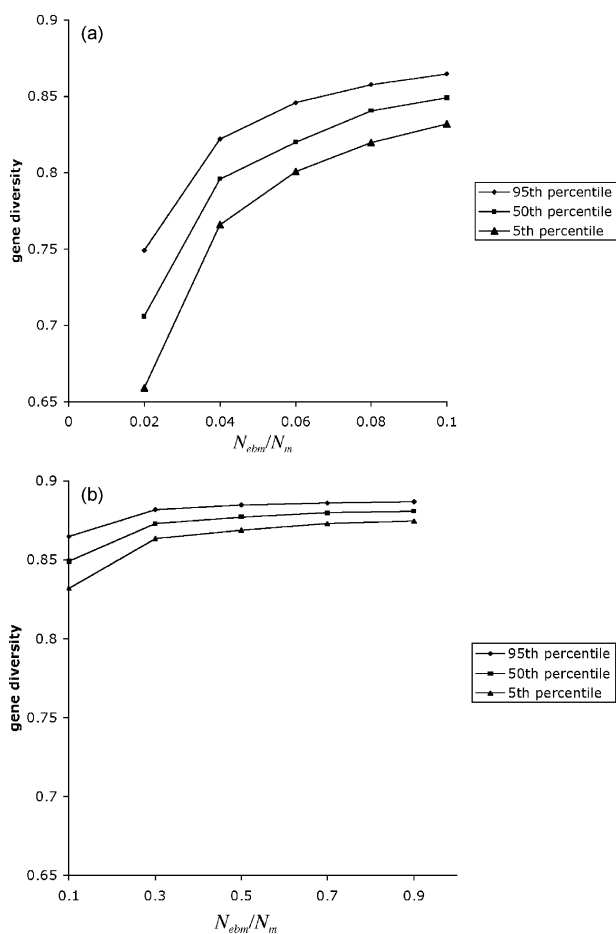 (a)
0.9
0.85
0.8
0.75
0.7
0.65
gene diversity
0 0.02 0.04 0.06 0.08 0.1
Nebm/Nm
95th percentile
50th percentile
5th percentile
(b)
0.9
0.85
0.8
0.75
0.7
0.65
gene diversity
0.1 0.3 0.5 0.7 0.9
Nebm/Nm
95th percentile
50th percentile
5th percentile